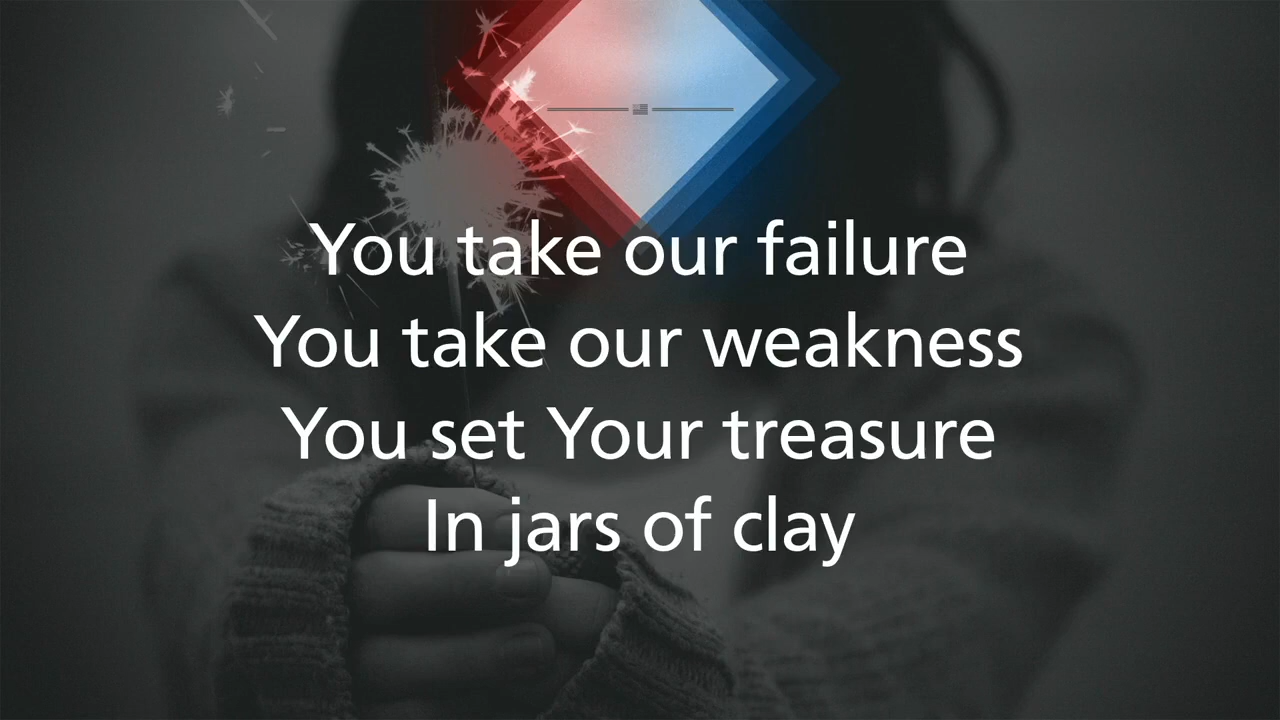 You take our failure
You take our weakness
You set Your treasure
In jars of clay